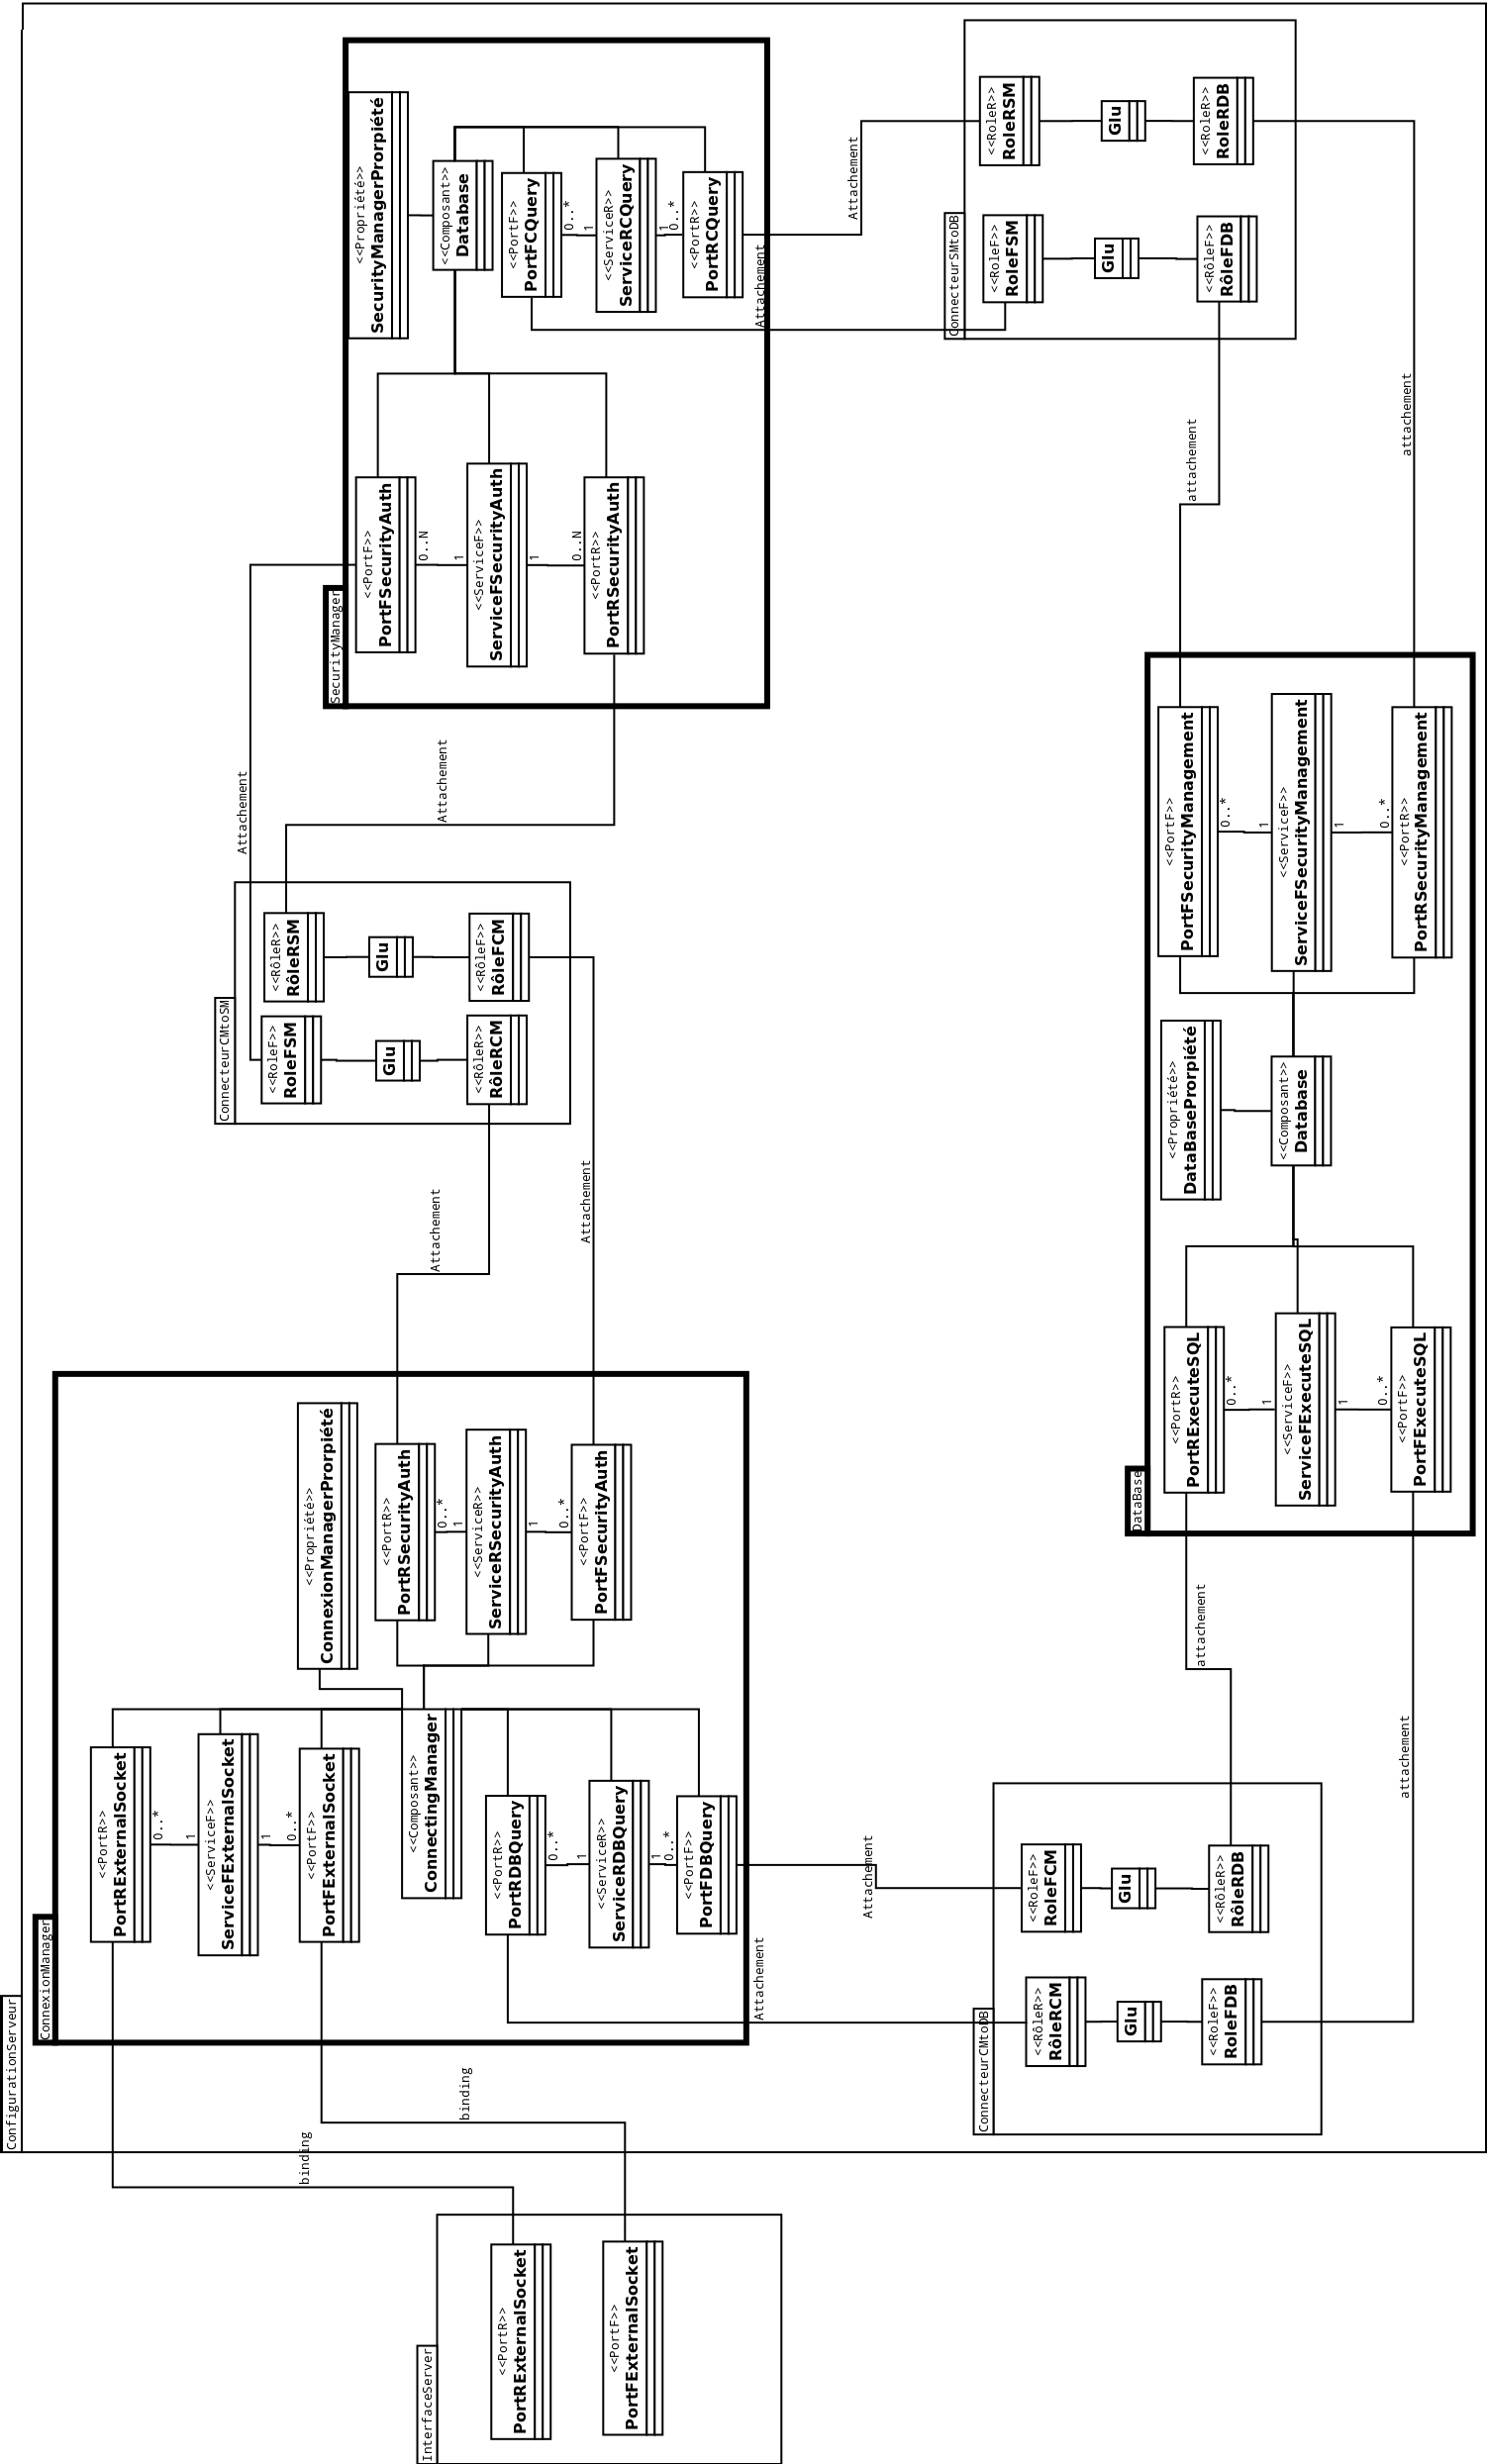 ConfigurationServeur
InterfaceServer
<<PortR>>
PortRExternalSocket
<<PortF>>
PortFExternalSocket
binding
binding
ConnexionManager
<<PortR>>
PortRExternalSocket
0..*
1
<<ServiceF>>
ServiceFExternalSocket
1
0..*
<<PortF>>
PortFExternalSocket
<<Propriété>>
ConnexionManagerProrpiété
<<Composant>>
ConnectingManager
<<PortR>>
PortRSecurityAuth
0..*
1
<<ServiceR>>
ServiceRSecurityAuth
1
0..*
<<PortF>>
PortFSecurityAuth
<<PortR>>
PortRDBQuery
0..*
1
<<ServiceR>>
ServiceRDBQuery
1
0..*
<<PortF>>
PortFDBQuery
Attachement
Attachement
Attachement
Attachement
ConnecteurCMtoSM
<<RoleF>>
RoleFSM
Glu
<<RôleR>>
RôleRCM
<<RôleR>>
RôleRSM
Glu
<<RôleF>>
RôleFCM
Attachement
Attachement
SecurityManager
<<PortF>>
PortFSecurityAuth
0..N
1
<<ServiceF>>
ServiceFSecurityAuth
1
0..N
<<PortR>>
PortRSecurityAuth
<<Propriété>>
SecurityManagerProrpiété
<<Composant>>
Database
<<PortF>>
PortFCQuery
0..*
1
<<ServiceR>>
ServiceRCQuery
1
0..*
<<PortR>>
PortRCQuery
Attachement
Attachement
ConnecteurCMtoDB
<<RôleR>>
RôleRCM
Glu
<<RoleF>>
RoleFDB
<<RoleF>>
RoleFCM
Glu
<<RôleR>>
RôleRDB
attachement
attachement
DataBase
<<PortR>>
PortRExecuteSQL
0..*
1
<<ServiceF>>
ServiceFExecuteSQL
1
0..*
<<PortF>>
PortFExecuteSQL
<<Propriété>>
DataBaseProrpiété
<<Composant>>
Database
<<PortF>>
PortFSecurityManagement
0..*
1
<<ServiceF>>
ServiceFSecurityManagement
1
0..*
<<PortR>>
PortRSecurityManagement
attachement
attachement
ConnecteurSMtoDB
<<RoleF>>
RoleFSM
Glu
<<RôleF>>
RôleFDB
<<RoleR>>
RoleRSM
Glu
<<RoleR>>
RoleRDB